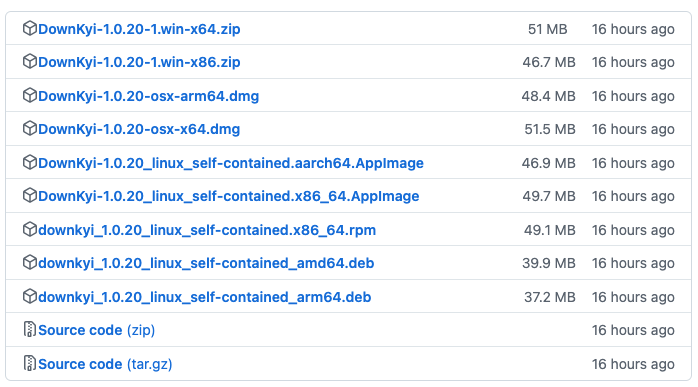 DownKyi-1.0.20-1.win-x64.zip 51 MB 16 hours ago
DownKyi-1.0.20-1.win-x86.zip 46.7 MB 16 hours ago
DownKyi-1.0.20-osx-arm64.dmg 48.4 MB 16 hours ago
DownKyi-1.0.20-osx-x64.dmg 51.5 MB 16 hours ago
DownKyi-1.0.20_linux_self-contained.aarch64.AppImage 46.9 MB 16 hours ago
DownKyi-1.0.20_linux_self-contained.x86_64.AppImage 49.7 MB 16 hours ago
downkyi_1.0.20_linux_self-contained.x86_64.rpm 49.1 MB 16 hours ago
downkyi_1.0.20_linux_self-contained_amd64.deb 39.9 MB 16 hours ago
downkyi_1.0.20_linux_self-contained_arm64.deb 37.2 MB 16 hours ago
Source code (zip) 16 hours ago
Source code (tar.gz) 16 hours ago